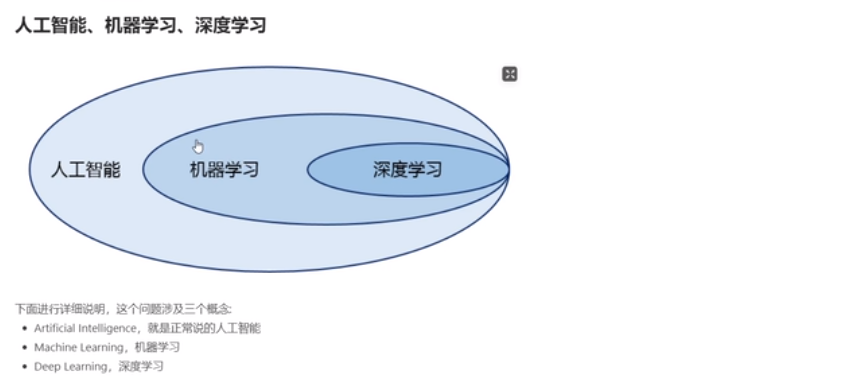 人工智能、机器学习、深度学习
人工智能
机器学习
深度学习
下面进行详细说明，这个问题涉及三个概念:
Artificial Intelligence，就是正常说的人工智能
Machine Learning，机器学习
Deep Learning，深度学习